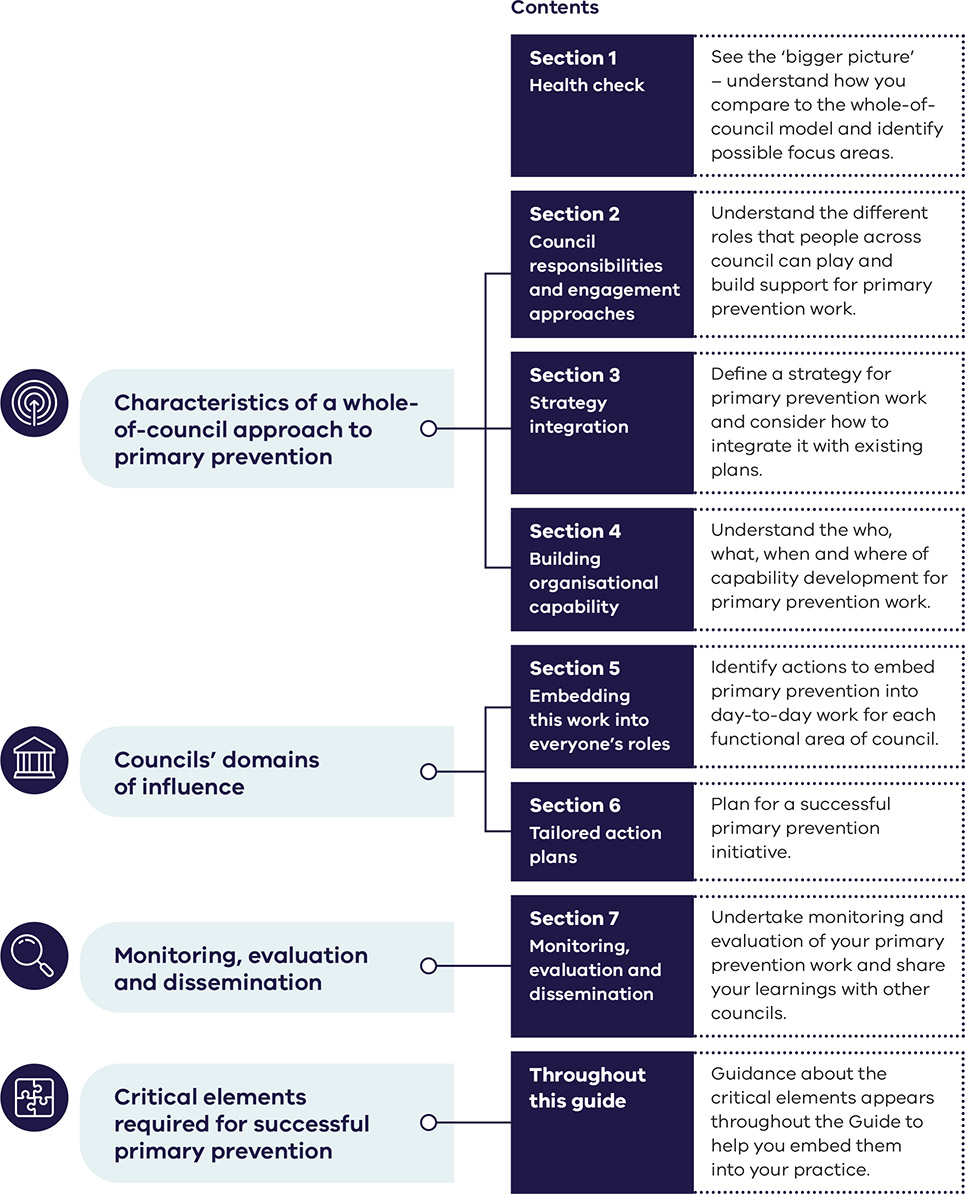 Contents
Section 1
Health check
See the ‘bigger picture’
– understand how you
compare to the whole-of-
council model and identify
possible focus areas.
Characteristics of a whole-
of-council approach to
primary prevention
Section 2
Council
responsibilities
and engagement
approaches
Understand the different
roles that people across
council can play and
build support for primary
prevention work.
Section 3
Strategy
integration
Define a strategy for
primary prevention work
and consider how to
integrate it with existing
plans.
Section 4
Building
organisational
capability
Understand the who,
what, when and where of
capability development for
primary prevention work.
Councils’ domains
of influence
Section 5
Embedding
this work into
everyone’s roles
Identify actions to embed
primary prevention into
day-to-day work for each
functional area of council.
Section 6
Tailored action
plans
Plan for a successful
primary prevention
initiative.
Monitoring, evaluation
and dissemination
Section 7
Monitoring,
evaluation and
dissemination
Undertake monitoring and
evaluation of your primary
prevention work and share
your learnings with other
councils.
Critical elements
required for successful
primary prevention
Throughout
this guide
Guidance about the
critical elements appears
throughout the Guide to
help you embed them
into your practice.